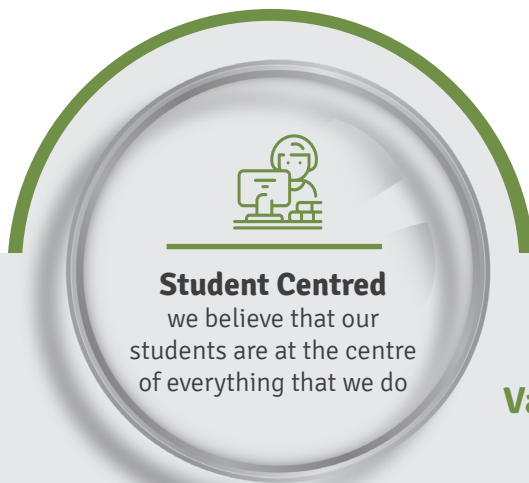 Student Centred
we believe that our
students are at the centre
of everything that we do